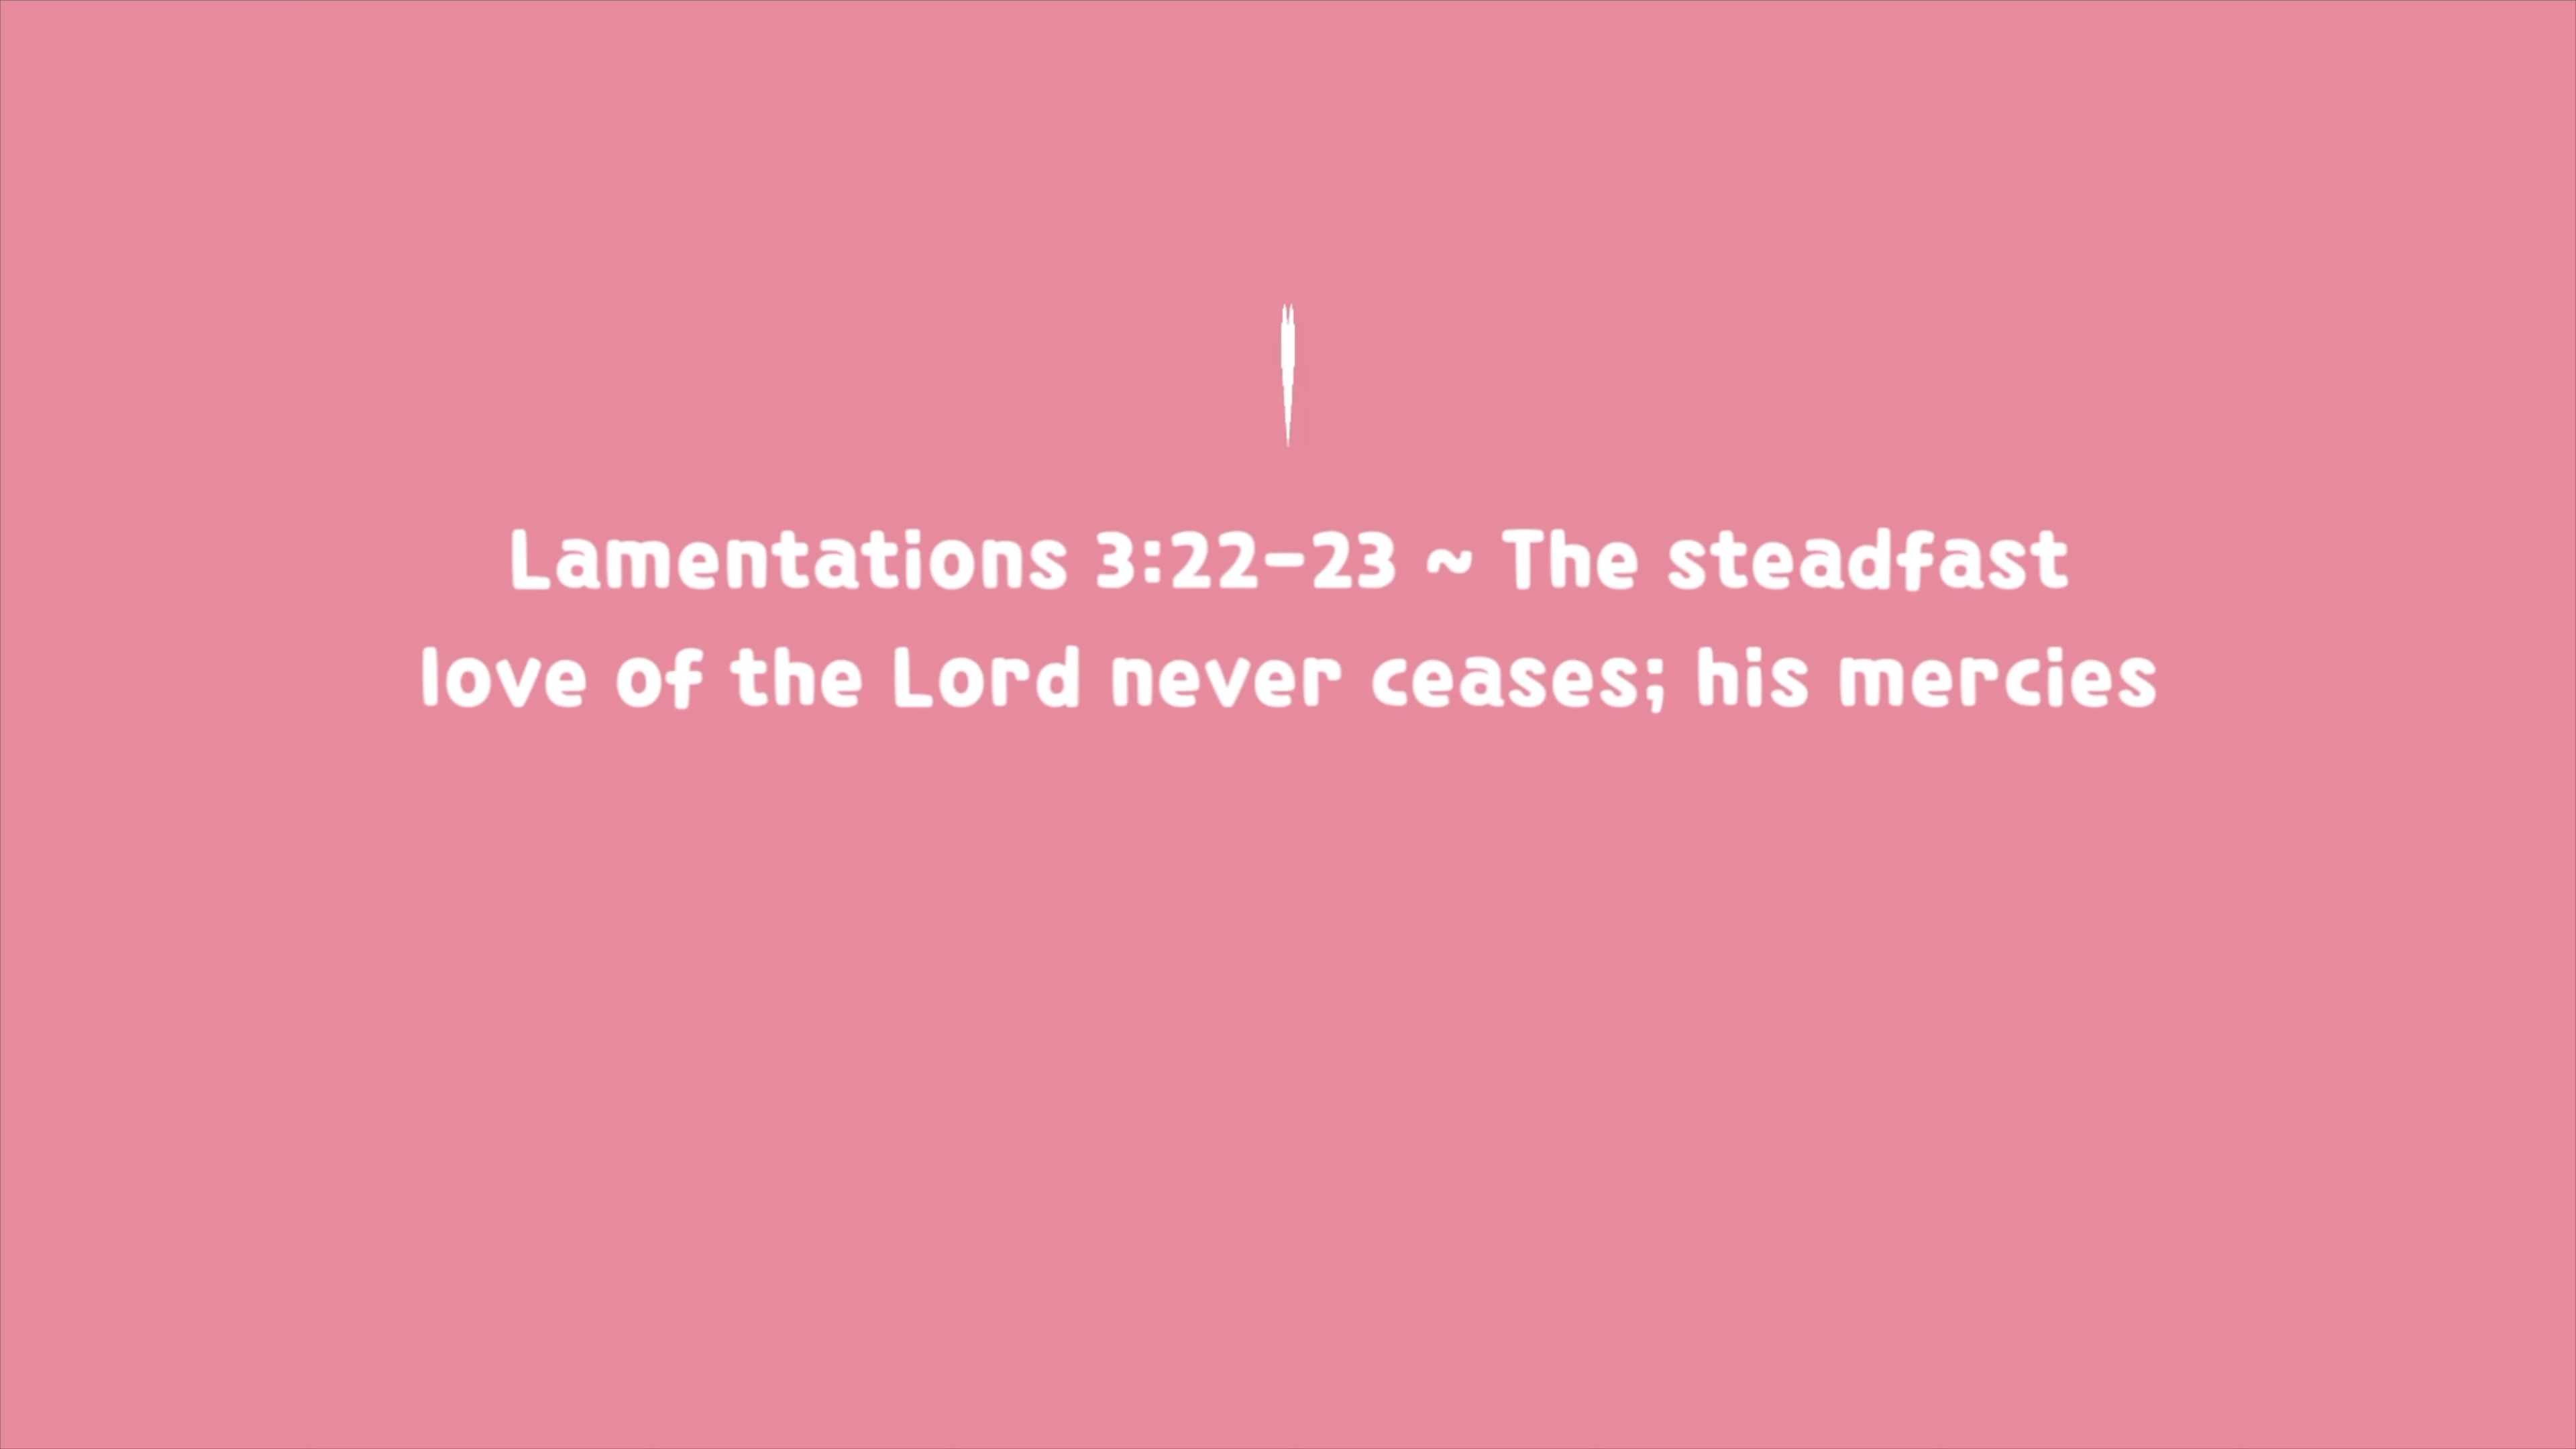 Lamentations 3:22-23 ~ The steadfast
love of the Lord never ceases; his mercies